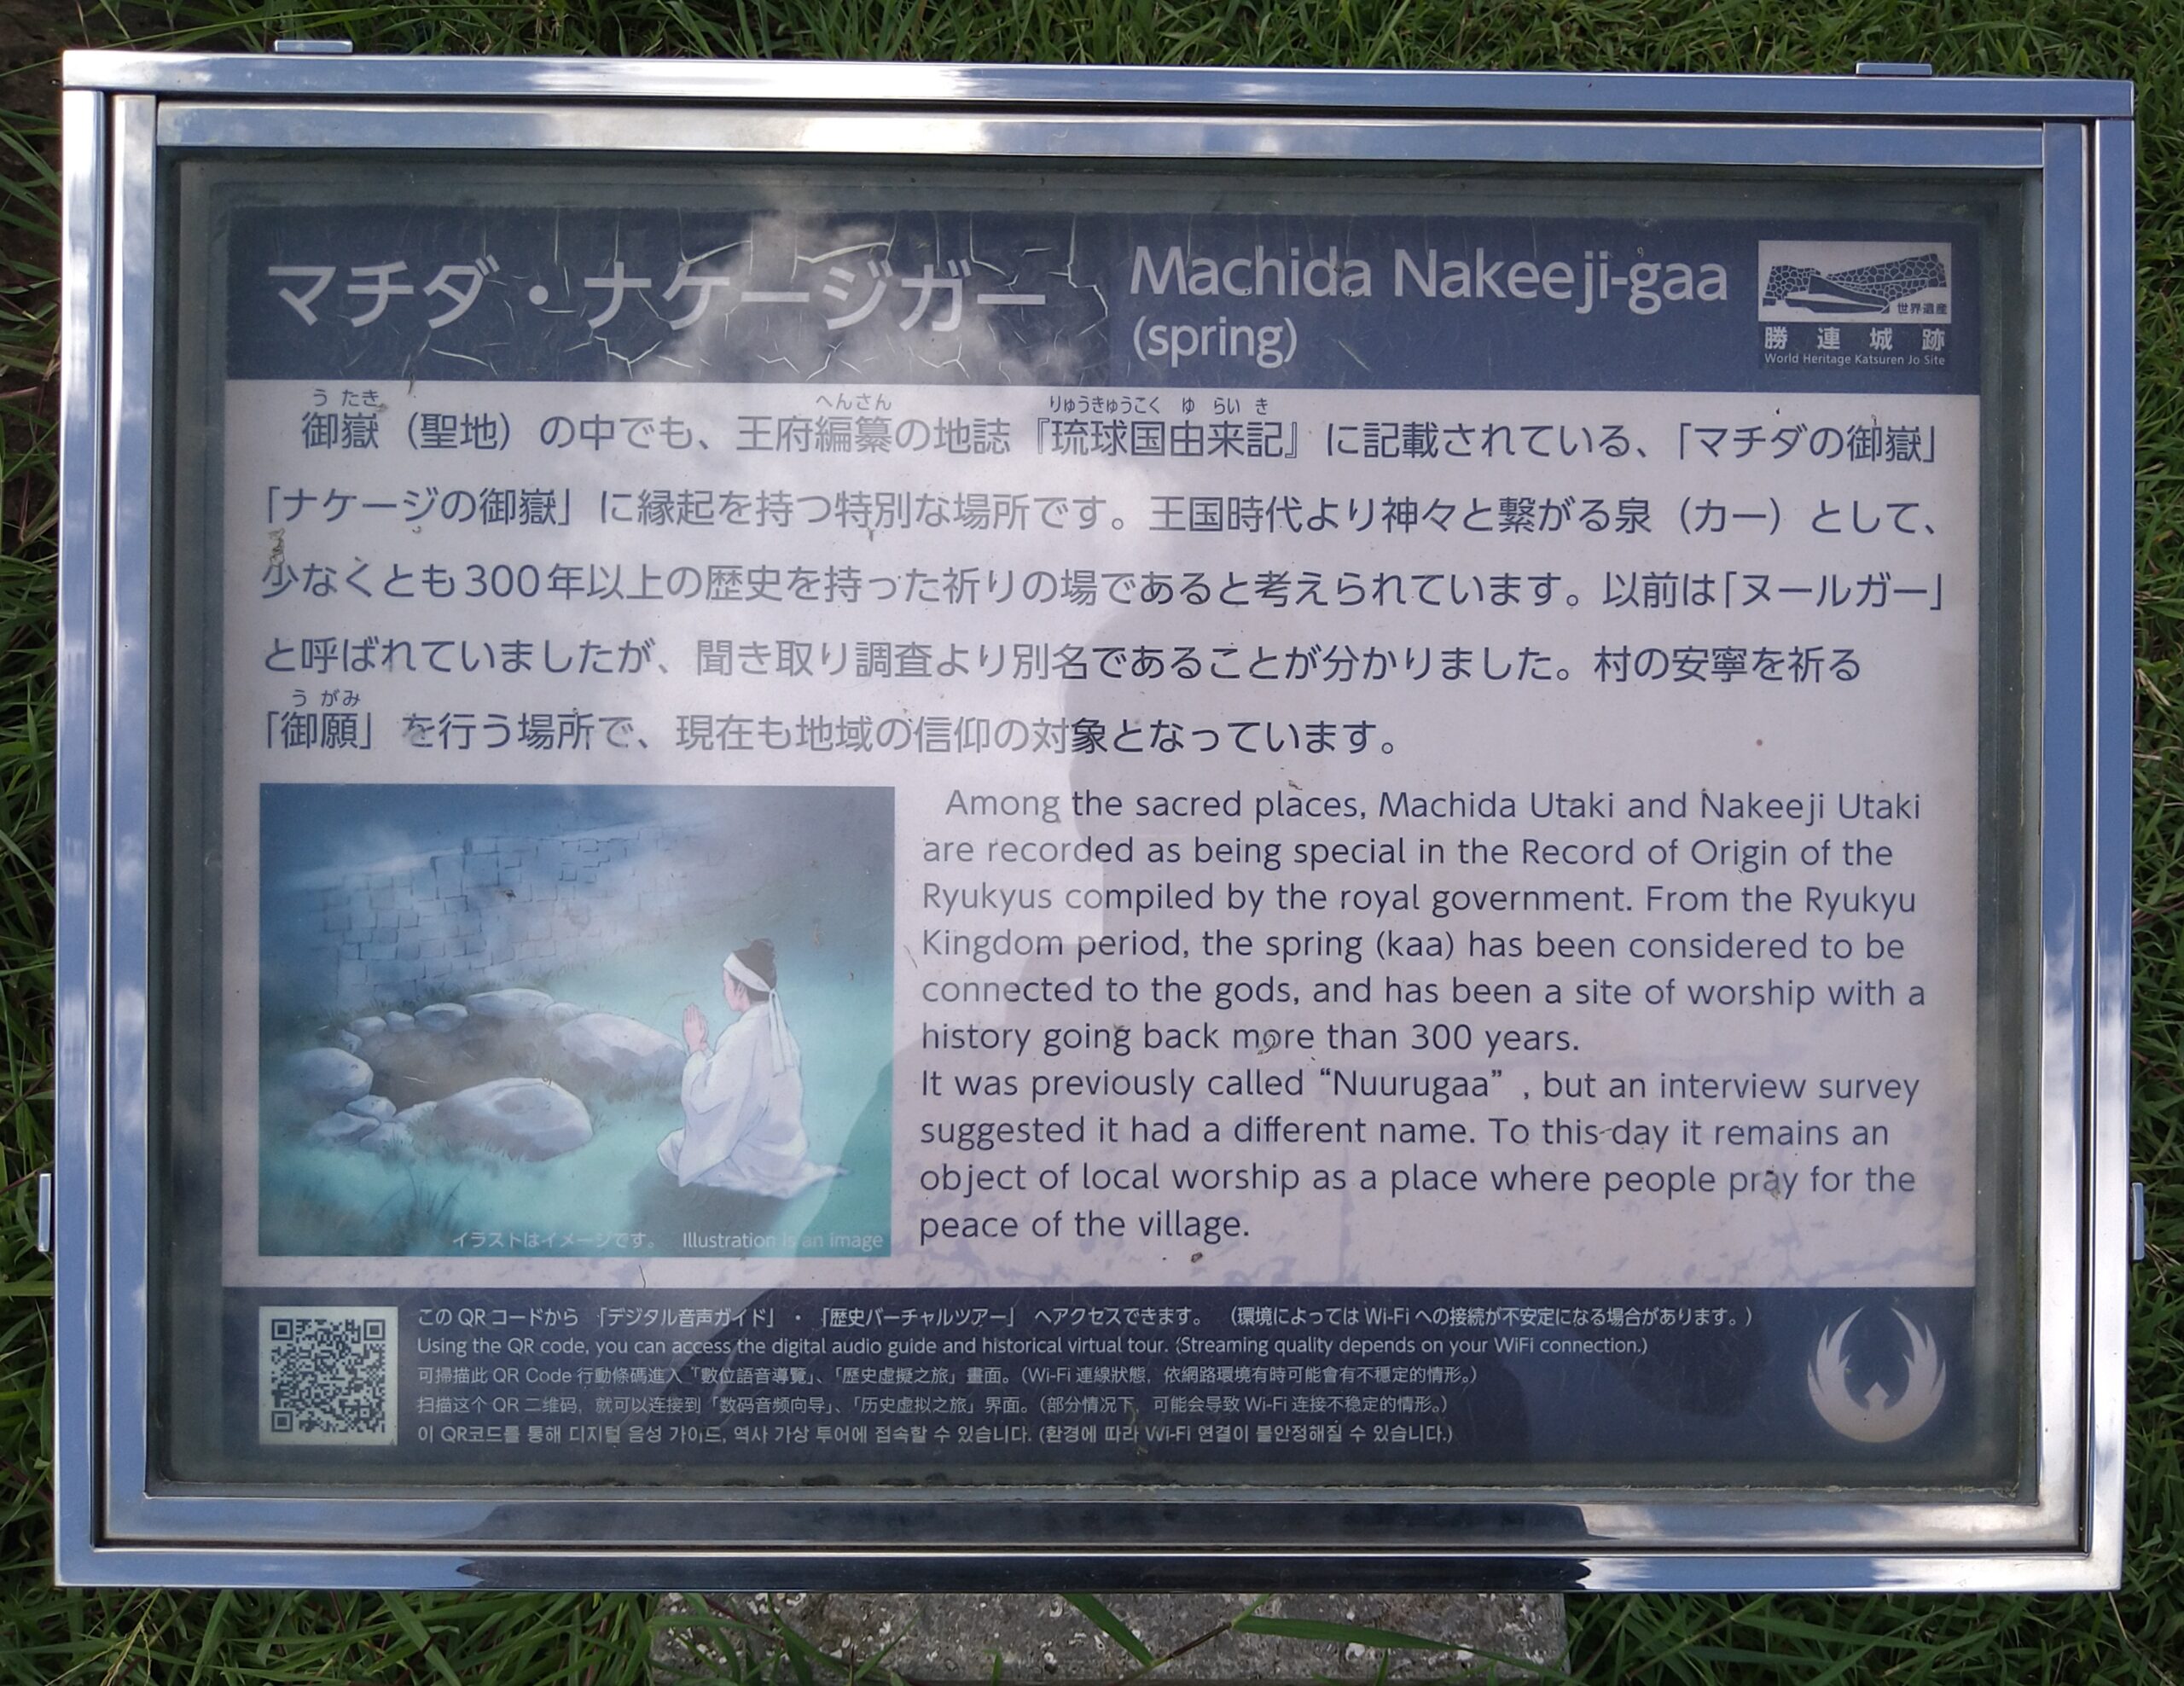 マチダ・ナケージガー
Machida Nakeeji-gaa
(spring)
世界遺産
勝連城跡
World Heritage Katsuren Jo Site
うたき へんさん りゅうきゅうこく ゆ らい き
御嶽（聖地）の中でも、王府編纂の地誌『琉球国由来記』に記載されている、「マチダの御嶽」
「ナケージの御嶽」に縁起を持つ特別な場所です。王国時代より神々と繋がる泉（カー）として、
少なくとも300年以上の歴史を持った祈りの場であると考えられています。以前は「ヌールガー」
と呼ばれていましたが、聞き取り調査より別名であることが分かりました。村の安寧を祈る
うがみ
「御願」を行う場所で、現在も地域の信仰の対象となっています。
Among the sacred places, Machida Utaki and Nakeeji Utaki
are recorded as being special in the Record of Origin of the
Ryukyus compiled by the royal government. From the Ryukyu
Kingdom period, the spring (kaa) has been considered to be
connected to the gods, and has been a site of worship with a
history going back more than 300 years.
It was previously called “Nuurugaa” , but an interview survey
suggested it had a different name. To this day it remains an
object of local worship as a place where people pray for the
peace of the village.
イラストはイメージです。 Illustration is an image
このQRコードから 「デジタル音声ガイド」・「歴史バーチャルツアー」 へアクセスできます。 （環境によっては Wi-Fi への接続が不安定になる場合があります。）
Using the QR code, you can access the digital audio guide and historical virtual tour. (Streaming quality depends on your WiFi connection.)
可掃描此 QR Code 行動條碼進入「數位語音導覽」、「歷史虛擬之旅」畫面。（Wi-Fi 連線狀態，依網路環境有時可能會有不穩定的情形。）
扫描这个 QR 二维码，就可以连接到「数码音频向导」、「历史虚拟之旅」界面。（部分情况下，可能会导致 Wi-Fi 连接不稳定的情形。）
이 QR코드를 통해 디지털 음성 가이드, 역사 가상 투어에 접속할 수 있습니다. (환경에 따라 Wi-Fi 연결이 불안정해질 수 있습니다.)